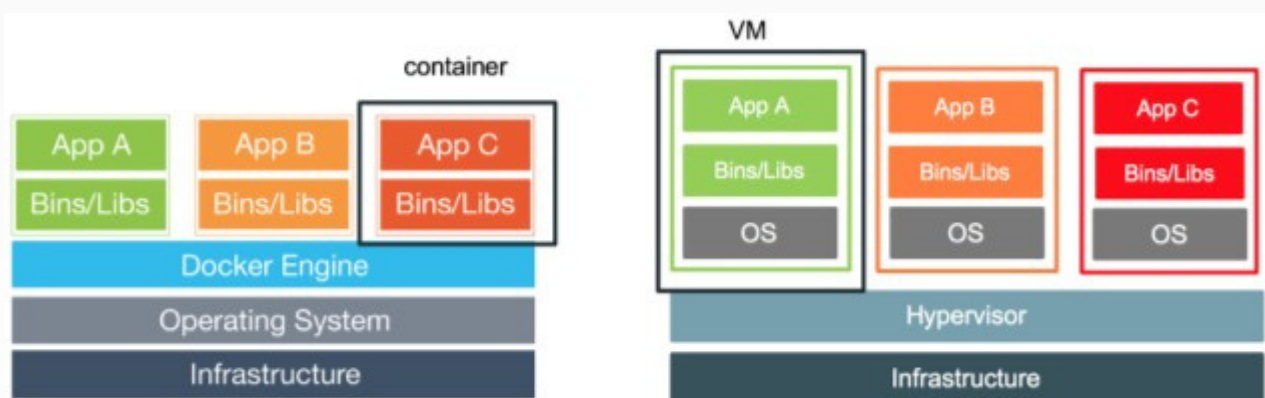 container
App A
App B
App C
Bins/Libs
Bins/Libs
Bins/Libs
Docker Engine
Operating System
Infrastructure
VM
App A
App B
App C
Bins/Libs
Bins/Libs
Bins/Libs
OS
OS
OS
Hypervisor
Infrastructure